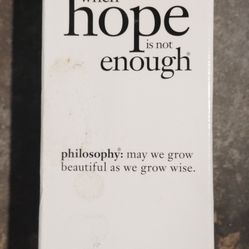 when
hope
is not
enough®
philosophy®: may we grow
beautiful as we grow wise.